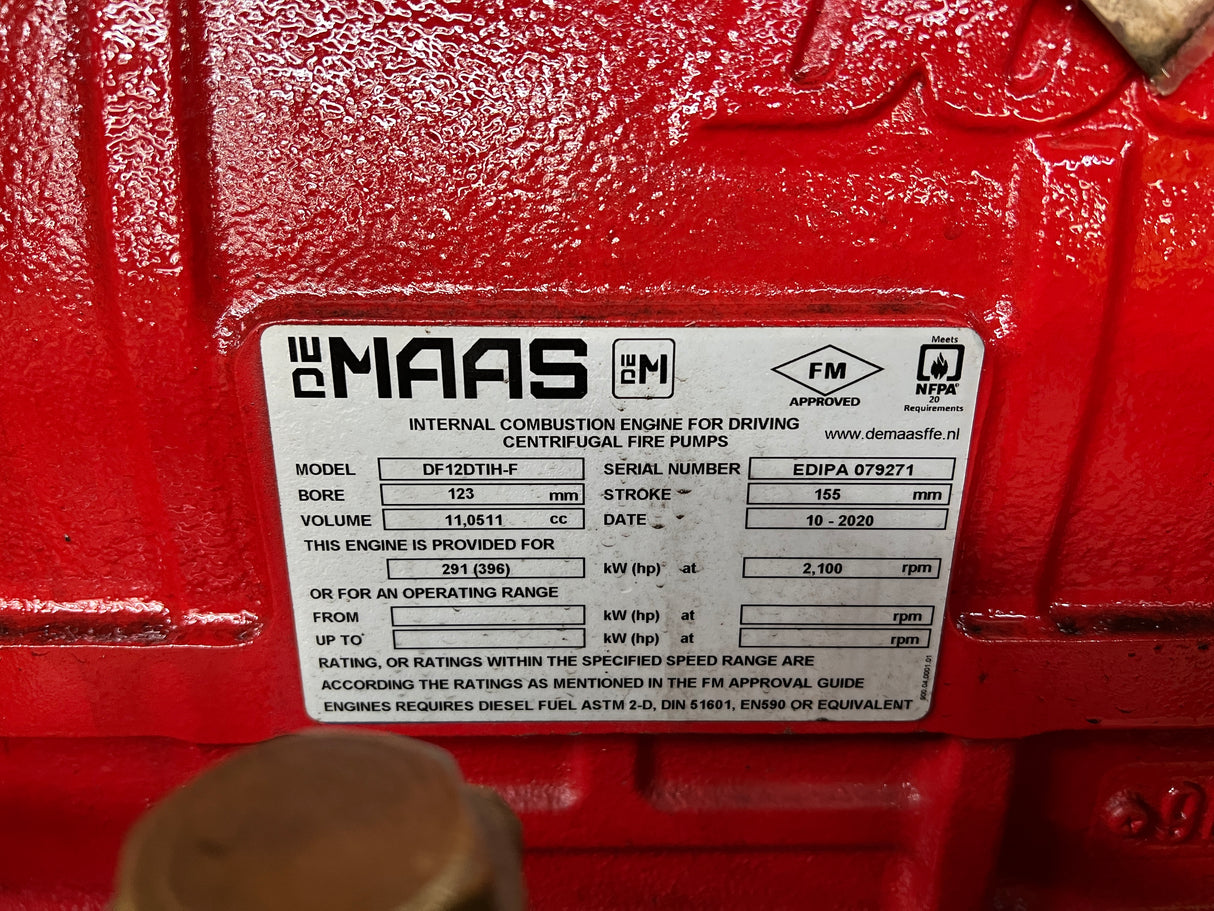 DE MAAS DE M
FM
APPROVED
Meets
NFPA®
20
Requirements
INTERNAL COMBUSTION ENGINE FOR DRIVING
CENTRIFUGAL FIRE PUMPS
www.demaasffe.nl
MODEL DF12DTIH-F SERIAL NUMBER EDIPA 079271
BORE 123 mm STROKE 155 mm
VOLUME 11,0511 cc DATE 10 - 2020
THIS ENGINE IS PROVIDED FOR
291 (396) kW (hp) at 2,100 rpm
OR FOR AN OPERATING RANGE
FROM kW (hp) at rpm
UP TO kW (hp) at rpm
RATING, OR RATINGS WITHIN THE SPECIFIED SPEED RANGE ARE
ACCORDING THE RATINGS AS MENTIONED IN THE FM APPROVAL GUIDE
ENGINES REQUIRES DIESEL FUEL ASTM 2-D, DIN 51601, EN590 OR EQUIVALENT
900.04.0001.01